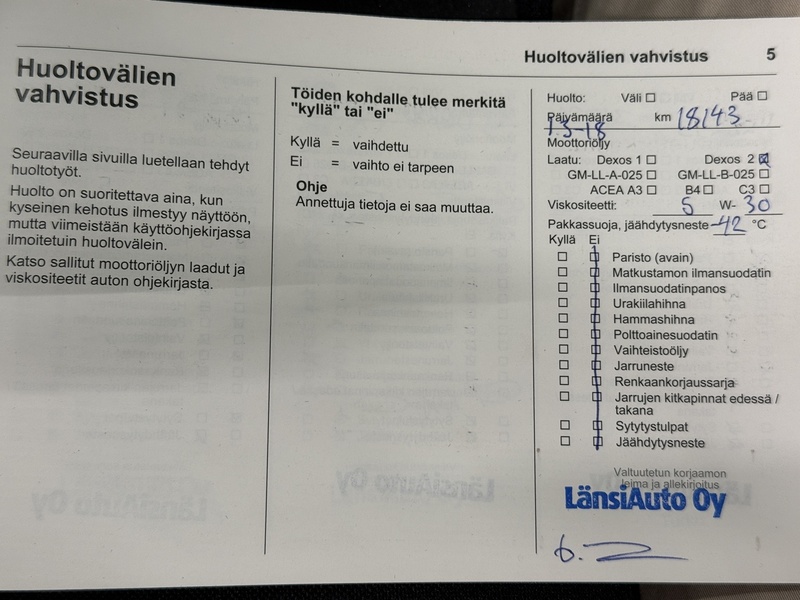 Huoltovälien vahvistus 5
Huoltovälien
vahvistus
Seuraavilla sivuilla luetellaan tehdyt
huoltotyöt.
Huolto on suoritettava aina, kun
kyseinen kehotus ilmestyy näyttöön,
mutta viimeistään käyttöohjekirjassa
ilmoitetuin huoltovälein.
Katso sallitut moottoriöljyn laadut ja
viskositeetit auton ohjekirjasta.
Töiden kohdalle tulee merkitä
"kyllä" tai "ei"
Kyllä = vaihdettu
Ei = vaihto ei tarpeen
Ohje
Annettuja tietoja ei saa muuttaa.
Huolto: Väli Pää
Päivämäärä km 18143
1-3-18
Moottoriöljy
Laatu: Dexos 1 Dexos 2
GM-LL-A-025 GM-LL-B-025
ACEA A3 B4 C3
Viskositeetti: 5 W- 30
Pakkassuoja, jäähdytysneste -42 °C
Kyllä Ei
Paristo (avain)
Matkustamon ilmansuodatin
Ilmansuodatinpanos
Urakiilahihna
Hammashihna
Polttoainesuodatin
Vaihteistoöljy
Jarruneste
Renkaankorjaussarja
Jarrujen kitkapinnat edessä /
takana
Sytytystulpat
Jäähdytysneste
Valtuutetun korjaamon
leima ja allekirjoitus
LänsiAuto Oy